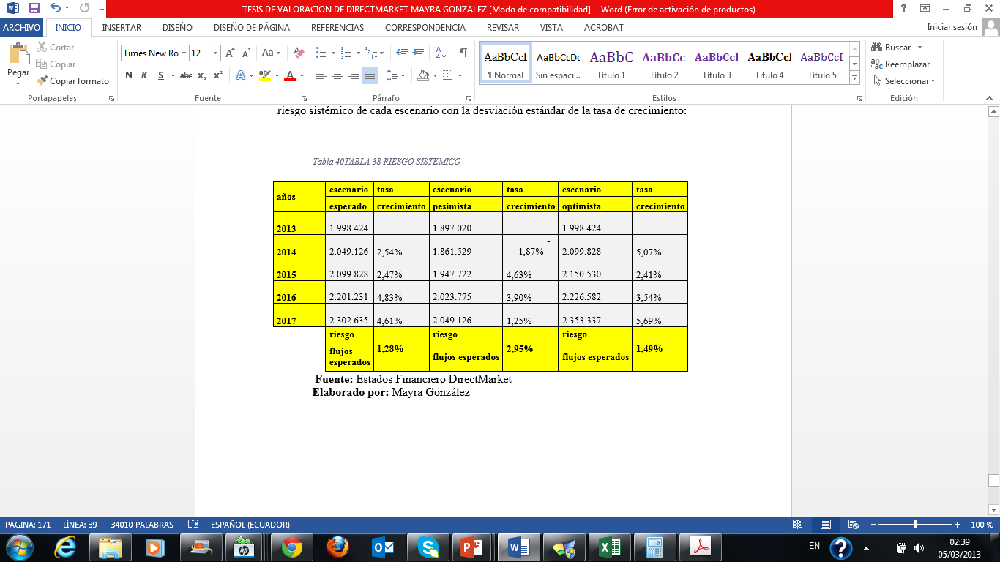 TESIS DE VALORACION DE DIRECTMARKET MAYRA GONZALEZ [Modo de compatibilidad] - Word (Error de activación de productos)
ARCHIVO INICIO INSERTAR DISEÑO DISEÑO DE PÁGINA REFERENCIAS CORRESPONDENCIA REVISAR VISTA ACROBAT Iniciar sesión
Pegar
Cortar
Copiar
Copiar formato
Portapapeles
Times New Ro 12
N K S abc x₂ x²
Fuente
Párrafo
AaBbCcI AaBbCcDc AaBbC AaBbCc AaBbCcI AaBbCcI AaBbCcI
¶ Normal Sin espaci... Título 1 Título 2 Título 3 Título 4 Título 5
Estilos
Buscar
Reemplazar
Seleccionar
Edición
riesgo sistémico de cada escenario con la desviación estándar de la tasa de crecimiento:
Tabla 40TABLA 38 RIESGO SISTEMICO
años escenario tasa escenario tasa escenario tasa
esperado crecimiento pesimista crecimiento optimista crecimiento
2013 1.998.424 1.897.020 1.998.424
2014 2.049.126 2,54% -1,87% 1.861.529 2.099.828 5,07%
2015 2.099.828 2,47% 1.947.722 4,63% 2.150.530 2,41%
2016 2.201.231 4,83% 2.023.775 3,90% 2.226.582 3,54%
2017 2.302.635 4,61% 2.049.126 1,25% 2.353.337 5,69%
riesgo flujos esperados 1,28% riesgo flujos esperados 2,95% riesgo flujos esperados 1,49%
Fuente: Estados Financiero DirectMarket
Elaborado por: Mayra González
PÁGINA: 171 LÍNEA: 39 34010 PALABRAS ESPAÑOL (ECUADOR) 100 %
EN 02:39
05/03/2013